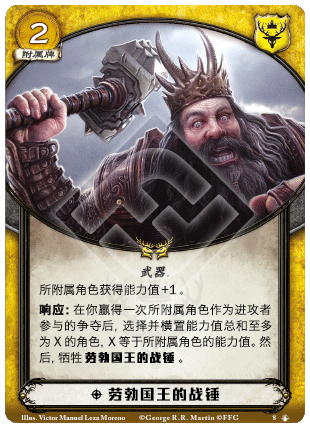 2
附属牌
武器.
所附属角色获得能力值+1。
响应: 在你赢得一次所附属角色作为进攻者
参与的争夺后, 选择并横置能力值总和至多
为 X 的角色, X 等于所附属角色的能力值。然
后, 牺牲 劳勃国王的战锤 。
劳勃国王的战锤
Illus. Victor Manuel Leza Moreno ©George R.R. Martin ©FFG 8